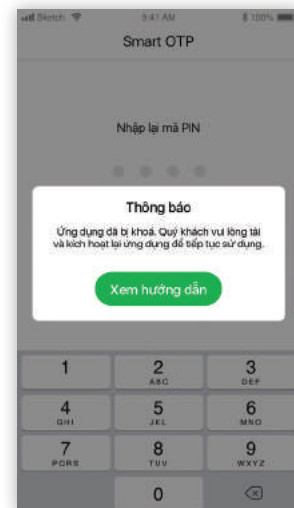 Sketch 9:41 AM 100%
Smart OTP
Nhập lại mã PIN
Thông báo
Ứng dụng đã bị khoá. Quý khách vui lòng tải
và kích hoạt lại ứng dụng để tiếp tục sử dụng.
Xem hướng dẫn
1 2 3
ABC DEF
4 5 6
GHI JKL MNO
7 8 9
PQRS TUV WXYZ
0